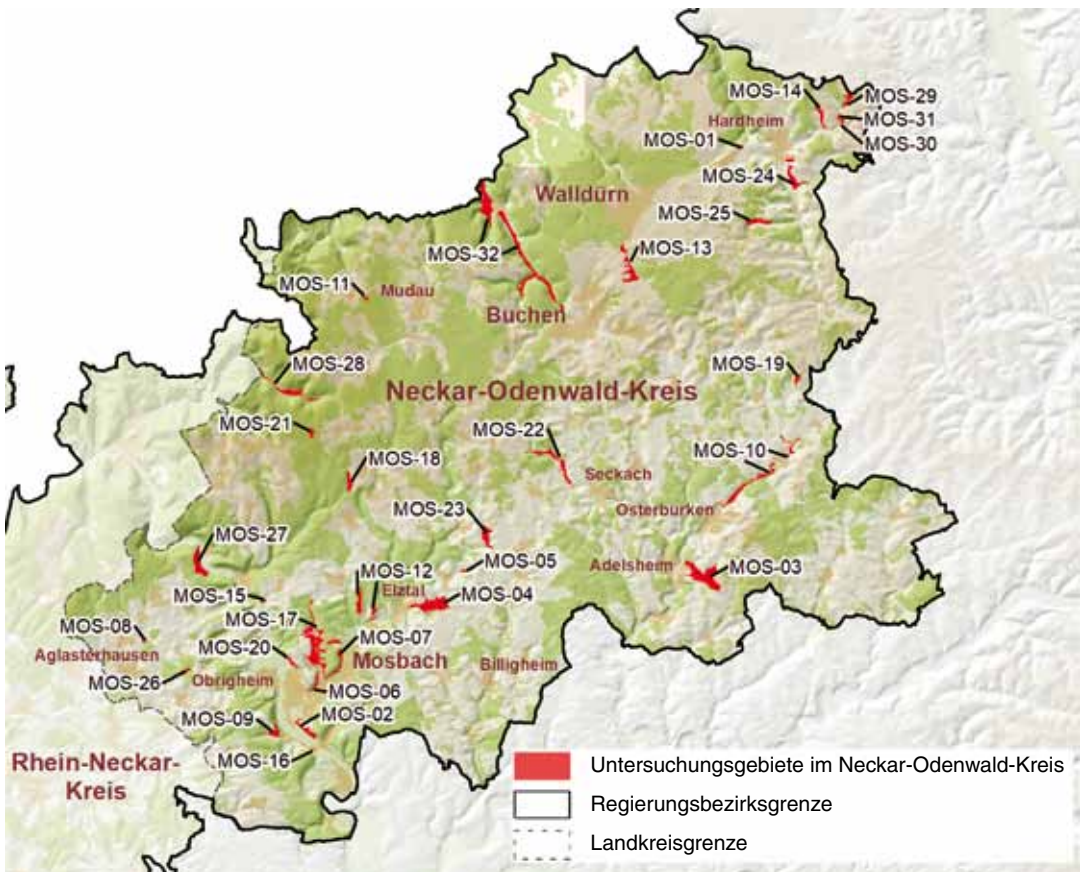 MOS-14
MOS-29
Hardheim
MOS-31
MOS-01
MOS-30
MOS-24
Walldürn
MOS-25
MOS-32
MOS-13
MOS-11
Mudau
Buchen
MOS-28
MOS-19
Neckar-Odenwald-Kreis
MOS-21
MOS-22
MOS-10
MOS-18
Seckach
Osterburken
MOS-23
MOS-27
MOS-05
Adelsheim
MOS-03
MOS-12
Elztal
MOS-15
MOS-04
MOS-17
MOS-08
MOS-07
MOS-20
Aglasterhausen
Mosbach
Billigheim
MOS-26
Obrigheim
MOS-06
MOS-09
MOS-02
MOS-16
Rhein-Neckar-
Kreis
Untersuchungsgebiete im Neckar-Odenwald-Kreis
Regierungsbezirksgrenze
Landkreisgrenze